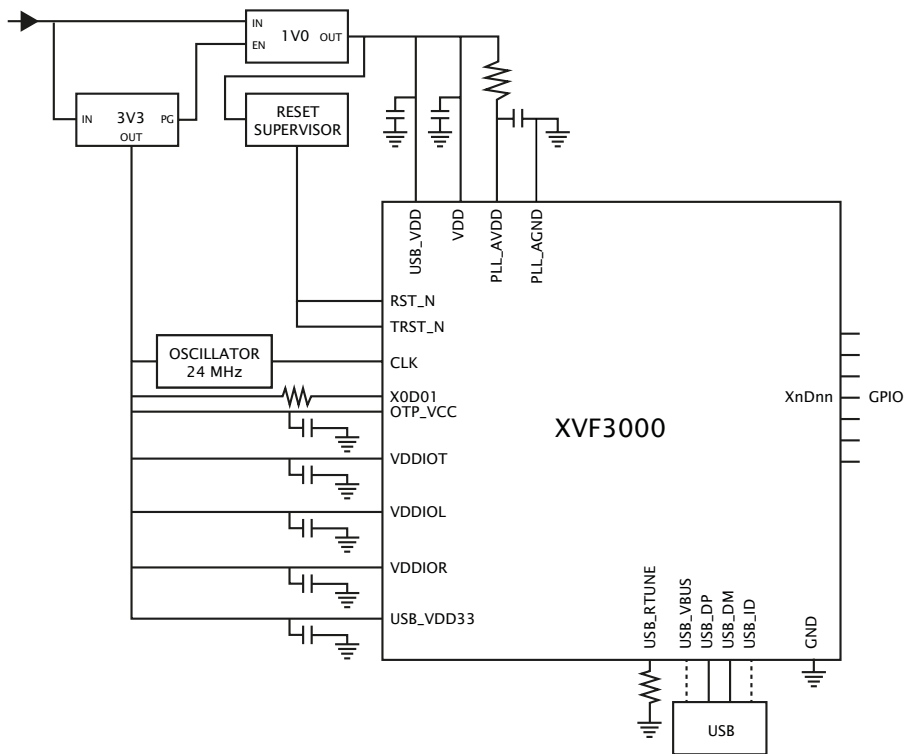 IN
1V0
OUT
EN
IN
3V3
PG
OUT
RESET
SUPERVISOR
USB_VDD
VDD
PLL_AVDD
PLL_AGND
RST_N
TRST_N
OSCILLATOR
24 MHz
CLK
X0D01
OTP_VCC
XnDnn
GPIO
XVF3000
VDDIOT
VDDIOL
VDDIOR
USB_VDD33
USB_RTUNE
USB_VBUS
USB_DP
USB_DM
USB_ID
GND
USB